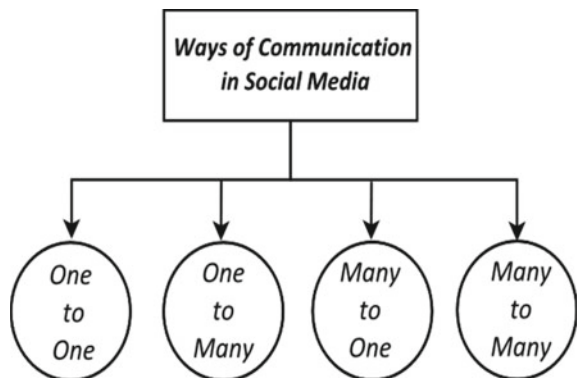 Ways of Communication
in Social Media
One
to
One
One
to
Many
Many
to
One
Many
to
Many